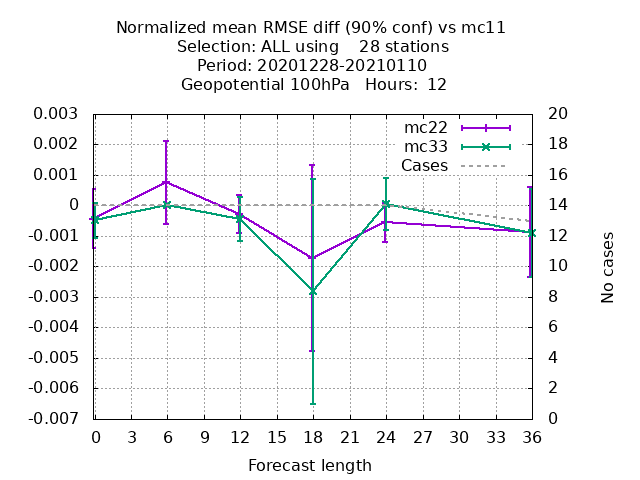 Normalized mean RMSE diff (90% conf) vs mc11
Selection: ALL using    28 stations
Period: 20201228-20210110
Geopotential 100hPa   Hours:  12
mc22
mc33
Cases
0.003
0.002
0.001
0
-0.001
-0.002
-0.003
-0.004
-0.005
-0.006
-0.007
20
18
16
14
12
10
8
6
4
2
0
No cases
0 3 6 9 12 15 18 21 24 27 30 33 36
Forecast length